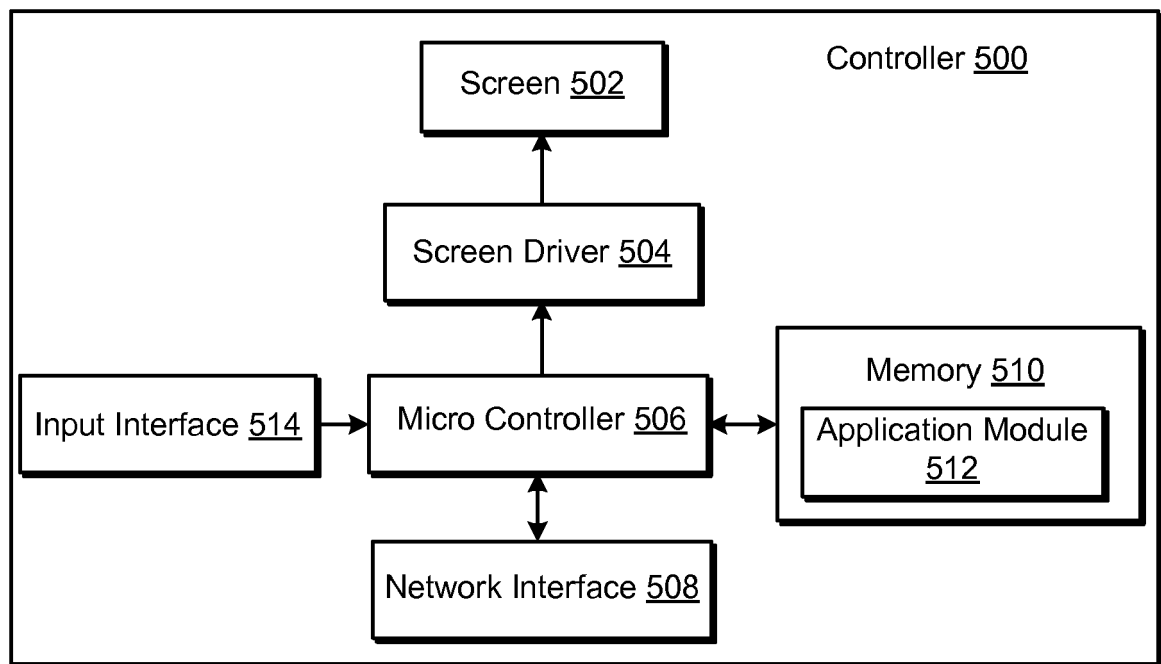 Controller 500
Screen 502
Screen Driver 504
Memory 510
Input Interface 514
Micro Controller 506
Application Module
512
Network Interface 508